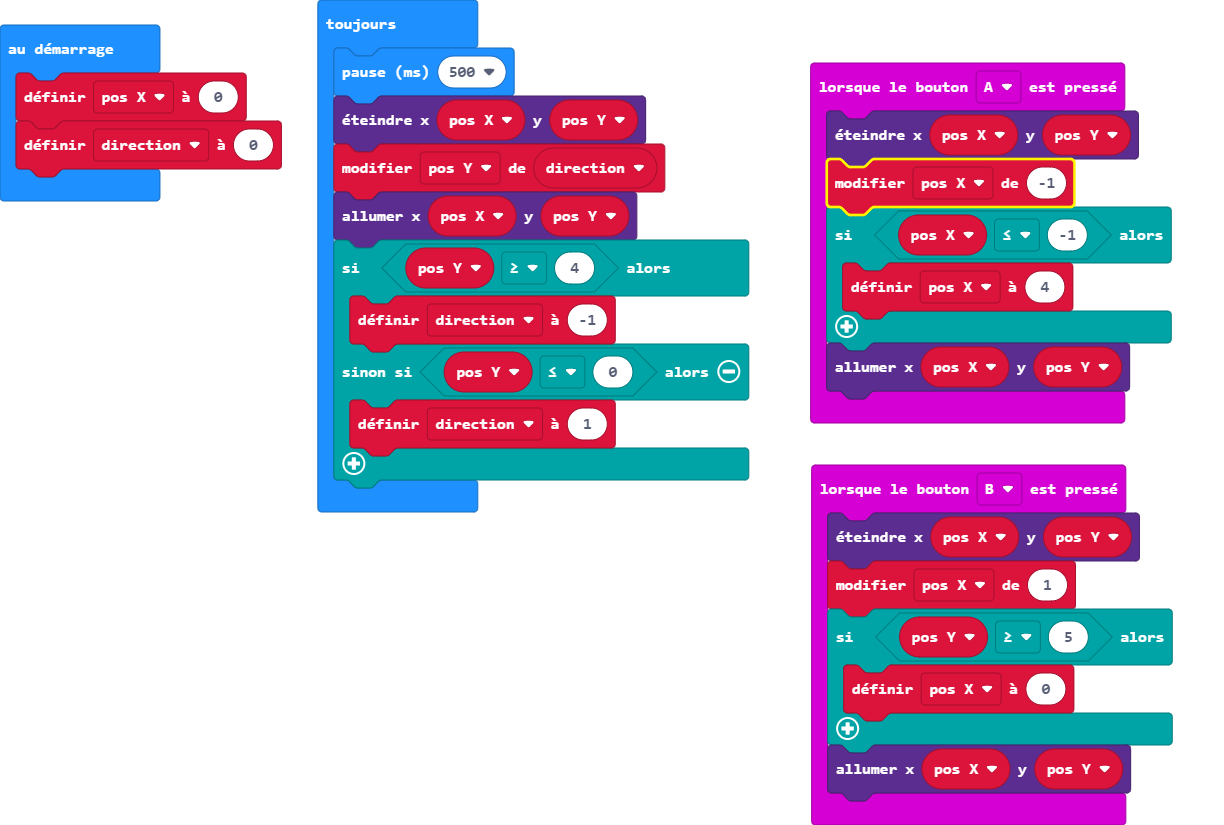 au démarrage
définir pos X à 0
définir direction à 0
toujours
pause (ms) 500
éteindre x pos X y pos Y
modifier pos Y de direction
allumer x pos X y pos Y
si pos Y ≥ 4 alors
définir direction à -1
sinon si pos Y ≤ 0 alors
définir direction à 1
lorsque le bouton A est pressé
éteindre x pos X y pos Y
modifier pos X de -1
si pos X ≤ -1 alors
définir pos X à 4
allumer x pos X y pos Y
lorsque le bouton B est pressé
éteindre x pos X y pos Y
modifier pos X de 1
si pos Y ≥ 5 alors
définir pos X à 0
allumer x pos X y pos Y